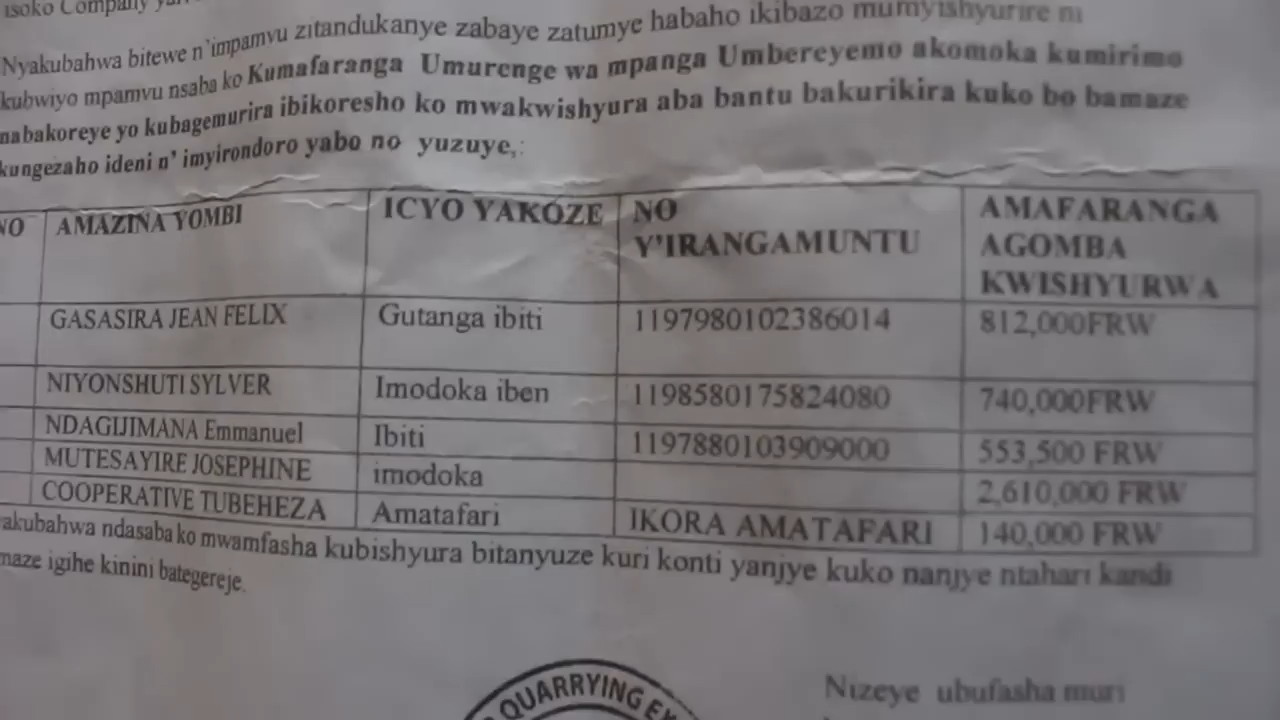 isoko Company
Nyakubahwa bitewe n'impamvu zitandukanye zabaye zatumye habaho ikibazo mumyishyurire ni
kubwiyo mpamvu nsaba ko Kumafaranga Umurenge wa mpanga Umbereyemo akomoka kumirimo
nabakoreye yo kubagemurira ibikoresho ko mwakwishyura aba bantu bakurikira kuko bo bamaze
kungezaho ideni n' imyirondoro yabo no yuzuye,:
NO AMAZINA YOMBI ICYO YAKOZE NO Y'IRANGAMUNTU AMAFARANGA AGOMBA KWISHYURWA
GASASIRA JEAN FELIX Gutanga ibiti 1197980102386014 812,000FRW
NIYONSHUTI SYLVER Imodoka iben 1198580175824080 740,000FRW
NDAGIJIMANA Emmanuel Ibiti 1197880103909000 553,500 FRW
MUTESAYIRE JOSEPHINE imodoka 2,610,000 FRW
COOPERATIVE TUBEHEZA Amatafari IKORA AMATAFARI 140,000 FRW
yakubahwa ndasaba ko mwamfasha kubishyura bitanyuze kuri konti yanjye kuko nanjye ntahari kandi
maze igihe kinini bategereje.
QUARRYING
Nizeye ubufasha muri